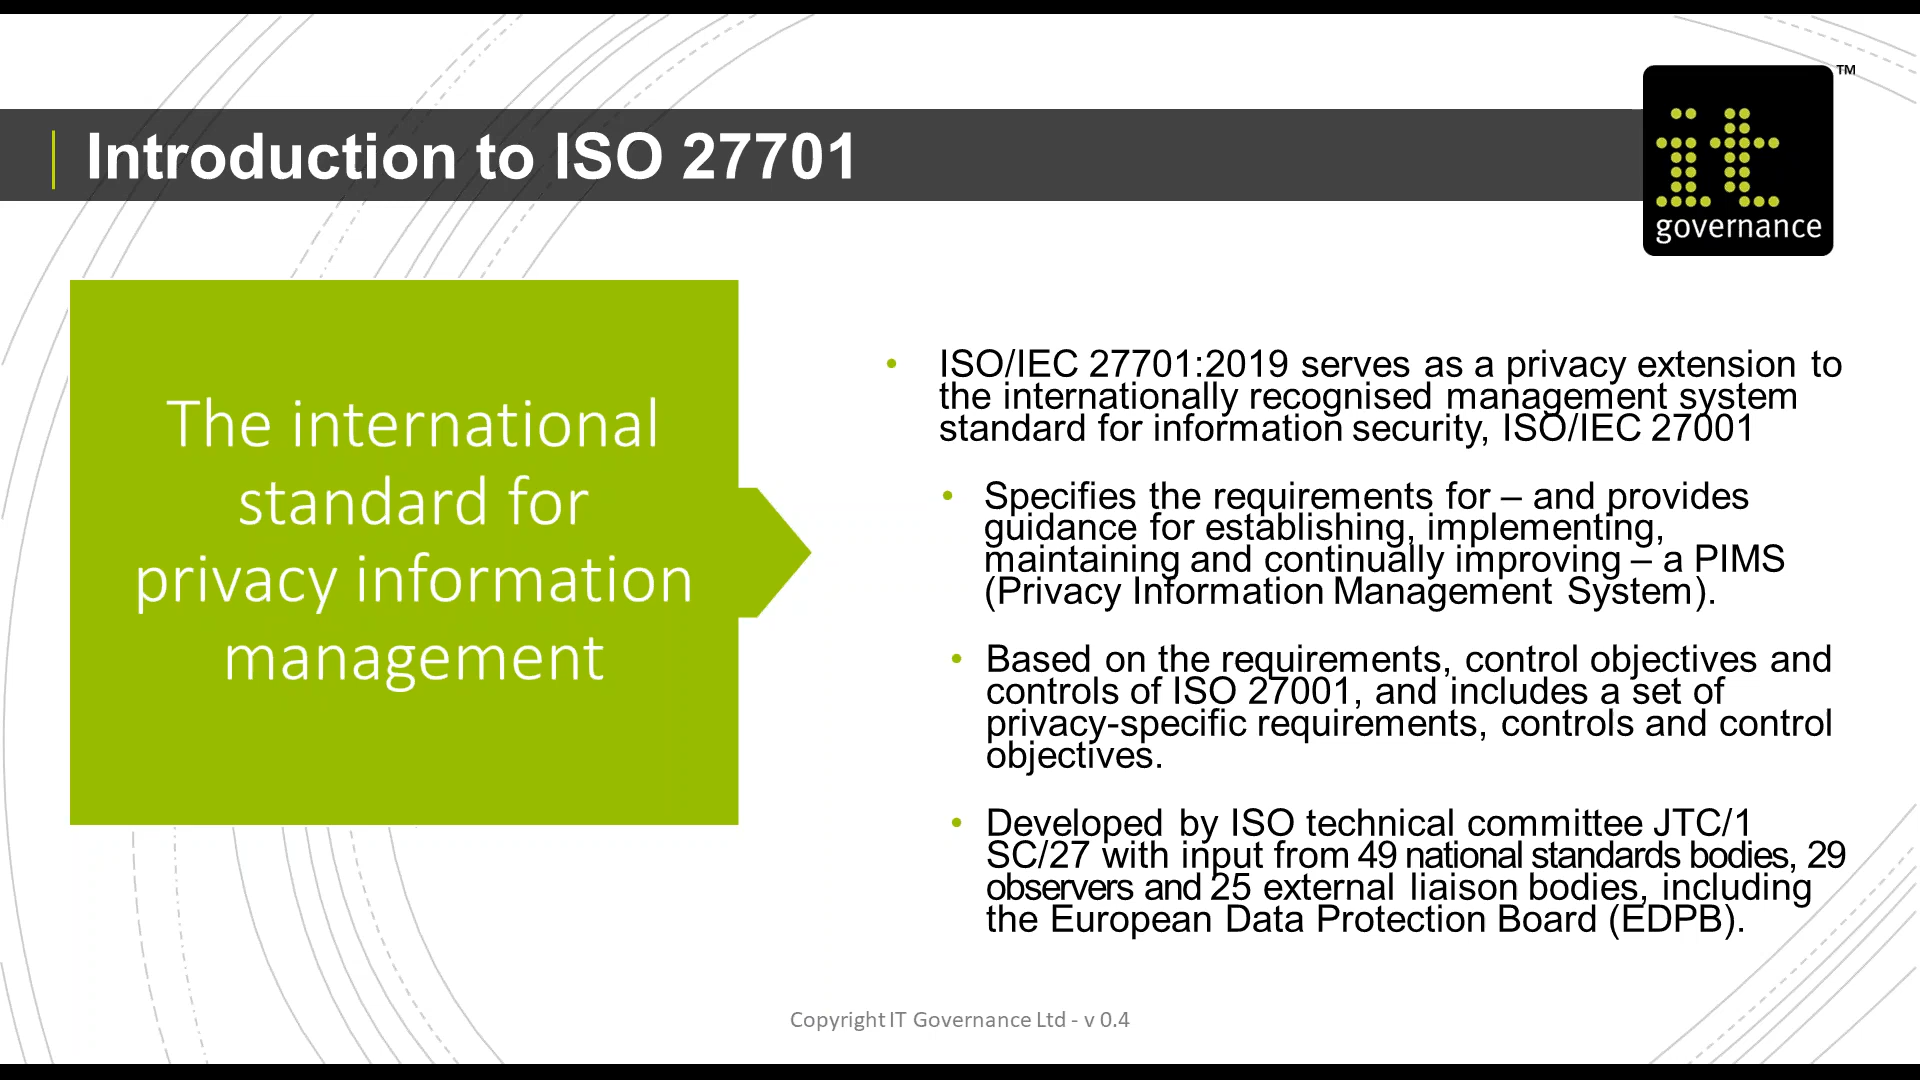 Introduction to ISO 27701
TM
it
governance
The international
standard for
privacy information
management
• ISO/IEC 27701:2019 serves as a privacy extension to
the internationally recognised management system
standard for information security, ISO/IEC 27001
• Specifies the requirements for – and provides
guidance for establishing, implementing,
maintaining and continually improving – a PIMS
(Privacy Information Management System).
• Based on the requirements, control objectives and
controls of ISO 27001, and includes a set of
privacy-specific requirements, controls and control
objectives.
• Developed by ISO technical committee JTC/1
SC/27 with input from 49 national standards bodies, 29
observers and 25 external liaison bodies, including
the European Data Protection Board (EDPB).
Copyright IT Governance Ltd - v 0.4